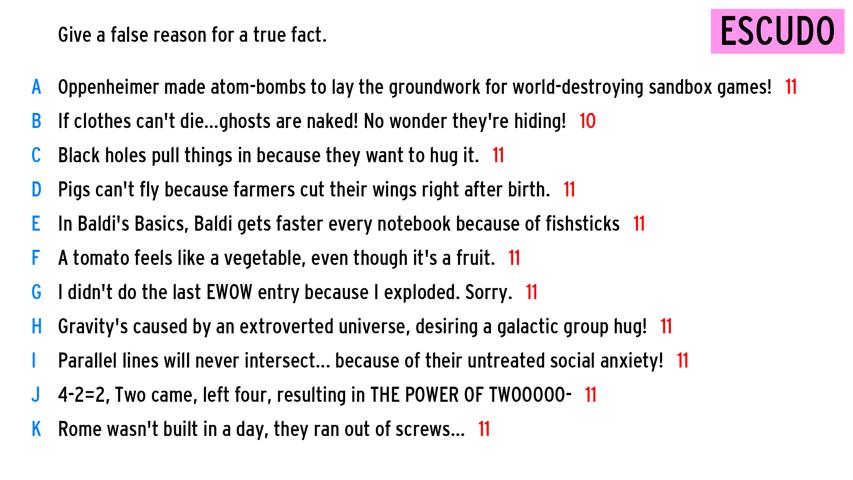 Give a false reason for a true fact.
ESCUDO
A Oppenheimer made atom-bombs to lay the groundwork for world-destroying sandbox games! 11
B If clothes can't die...ghosts are naked! No wonder they're hiding! 10
C Black holes pull things in because they want to hug it. 11
D Pigs can't fly because farmers cut their wings right after birth. 11
E In Baldi's Basics, Baldi gets faster every notebook because of fishsticks 11
F A tomato feels like a vegetable, even though it's a fruit. 11
G I didn't do the last EWOW entry because I exploded. Sorry. 11
H Gravity's caused by an extroverted universe, desiring a galactic group hug! 11
I Parallel lines will never intersect... because of their untreated social anxiety! 11
J 4-2=2, Two came, left four, resulting in THE POWER OF TWOOOOO- 11
K Rome wasn't built in a day, they ran out of screws... 11